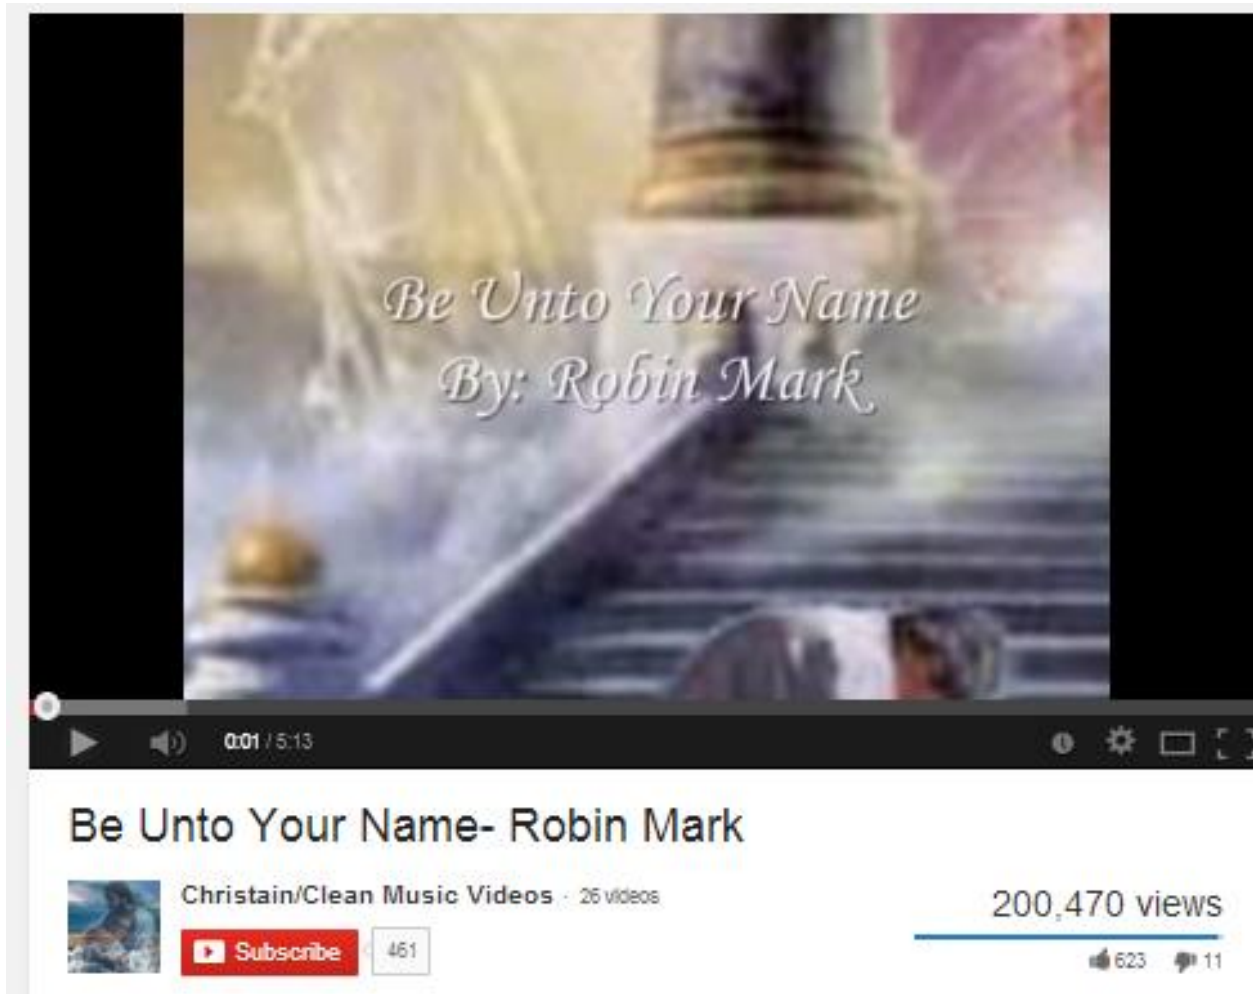 Be Unto Your Name
By: Robin Mark
0:01 / 5:13
Be Unto Your Name- Robin Mark
Christain/Clean Music Videos · 26 videos
200,470 views
Subscribe 461
623 11